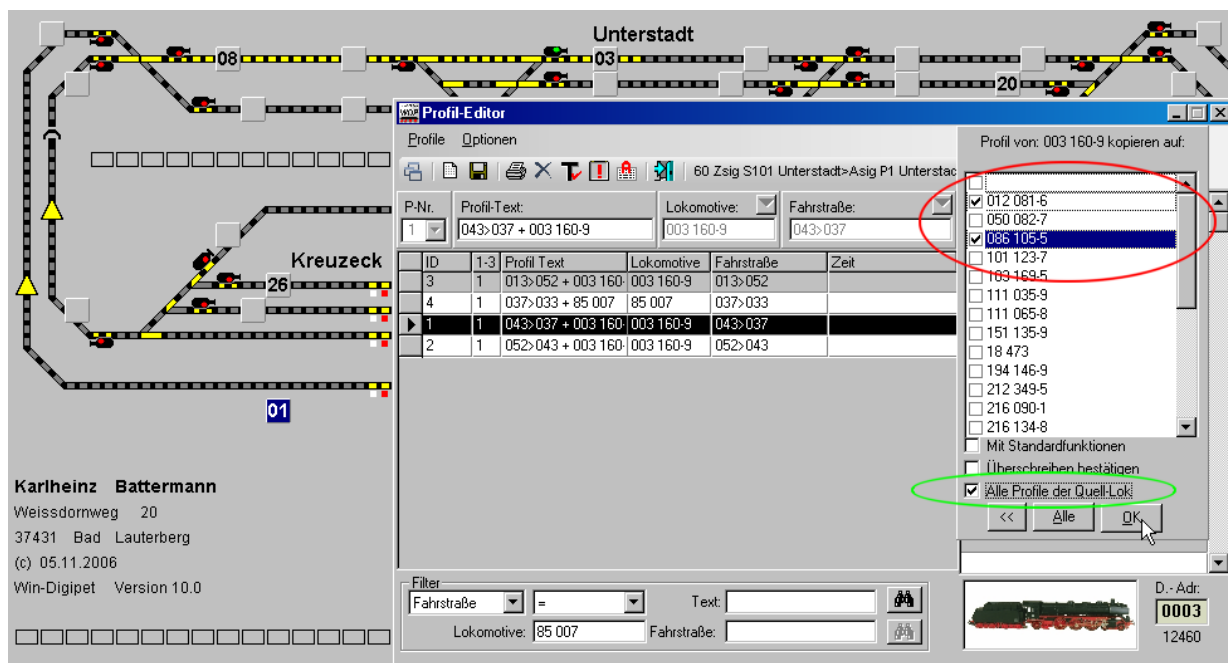 Unterstadt
08
03
20
Kreuzeck
26
01
Karlheinz Battermann
Weissdornweg 20
37431 Bad Lauterberg
(c) 05.11.2006
Win-Digipet Version 10.0
Profil-Editor
Profile Optionen
60 Zsig S101 Unterstadt>Asig P1 Unterstac
P-Nr. Profil-Text: Lokomotive: Fahrstraße:
1 043>037 + 003 160-9 003 160-9 043>037
ID 1-3 Profil Text Lokomotive Fahrstraße Zeit
3 1 013>052 + 003 160- 003 160-9 013>052
4 1 037>033 + 85 007 85 007 037>033
1 1 043>037 + 003 160- 003 160-9 043>037
2 1 052>043 + 003 160- 003 160-9 052>043
Filter
Fahrstraße = Text:
Lokomotive: 85 007 Fahrstraße:
Profil von: 003 160-9 kopieren auf:
012 081-6
050 082-7
086 105-5
101 123-7
103 169-5
111 035-9
111 065-8
151 135-9
18 473
194 146-9
212 349-5
216 090-1
216 134-8
Mit Standardfunktionen
Überschreiben bestätigen
Alle Profile der Quell-Lok
<< Alle OK
D.- Adr:
0003
12460